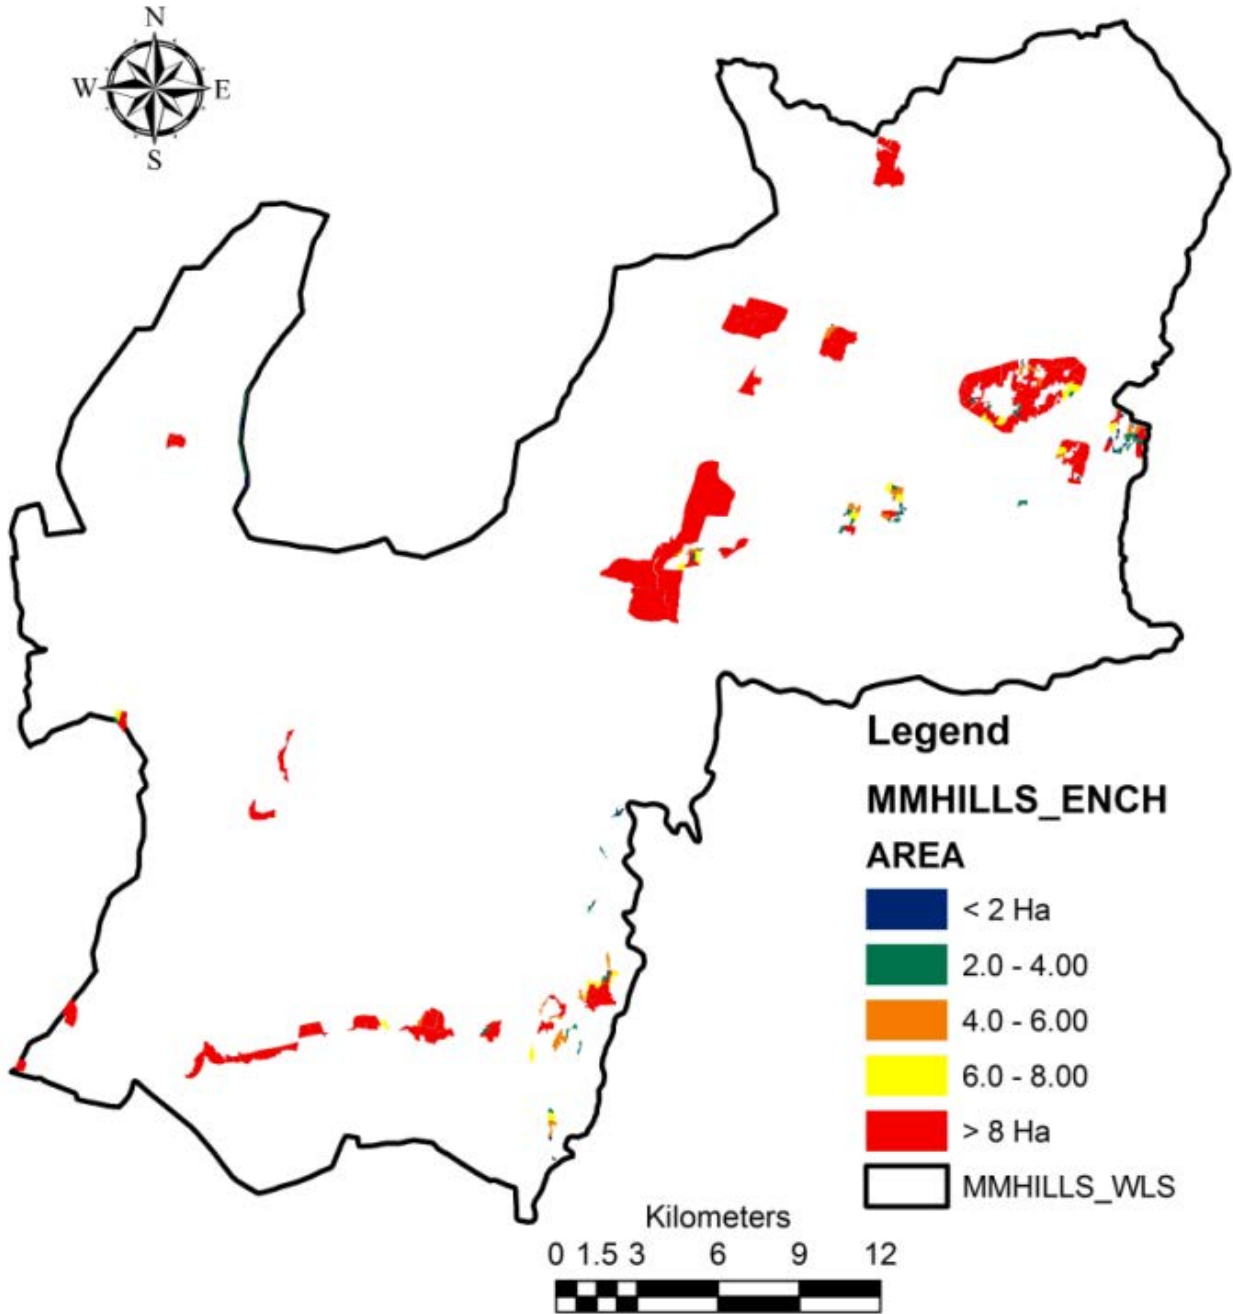 N
W E
S
Legend
MMHILLS_ENCH
AREA
< 2 Ha
2.0 - 4.00
4.0 - 6.00
6.0 - 8.00
> 8 Ha
MMHILLS_WLS
Kilometers
0 1.5 3 6 9 12